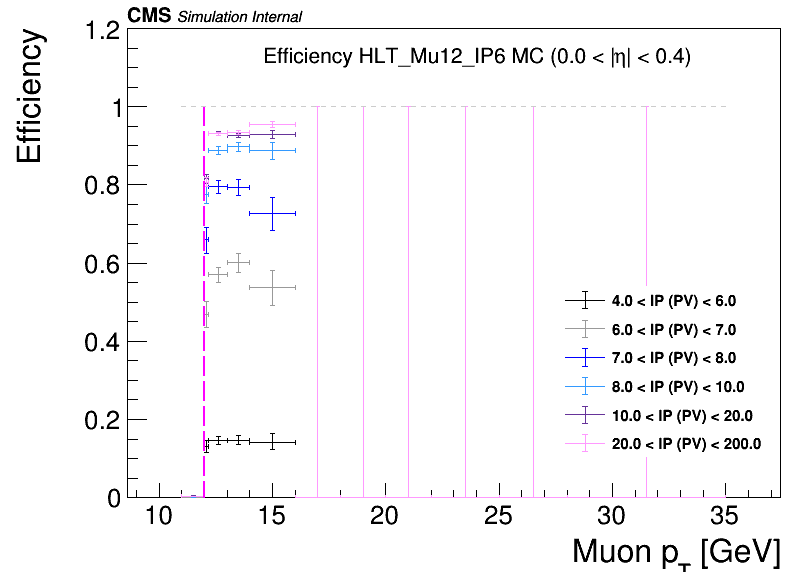 CMS Simulation Internal
Efficiency HLT_Mu12_IP6 MC (0.0 < |η| < 0.4)
Efficiency
1.2
1
0.8
0.6
0.4
0.2
0
4.0 < IP (PV) < 6.0
6.0 < IP (PV) < 7.0
7.0 < IP (PV) < 8.0
8.0 < IP (PV) < 10.0
10.0 < IP (PV) < 20.0
20.0 < IP (PV) < 200.0
10 15 20 25 30 35
Muon p_T [GeV]